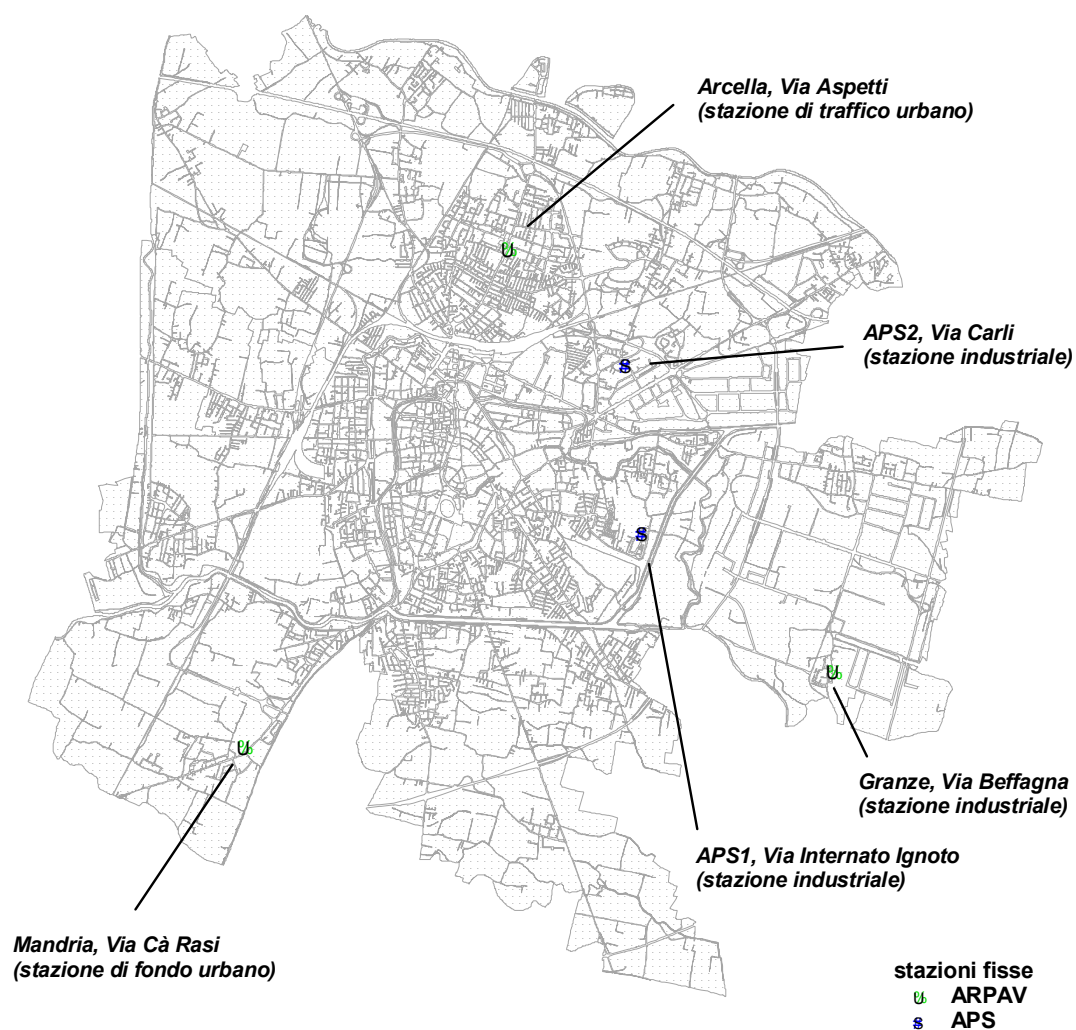 Arcella, Via Aspetti
(stazione di traffico urbano)
APS2, Via Carli
(stazione industriale)
Granze, Via Beffagna
(stazione industriale)
APS1, Via Internato Ignoto
(stazione industriale)
Mandria, Via Cà Rasi
(stazione di fondo urbano)
stazioni fisse
ARPAV
APS